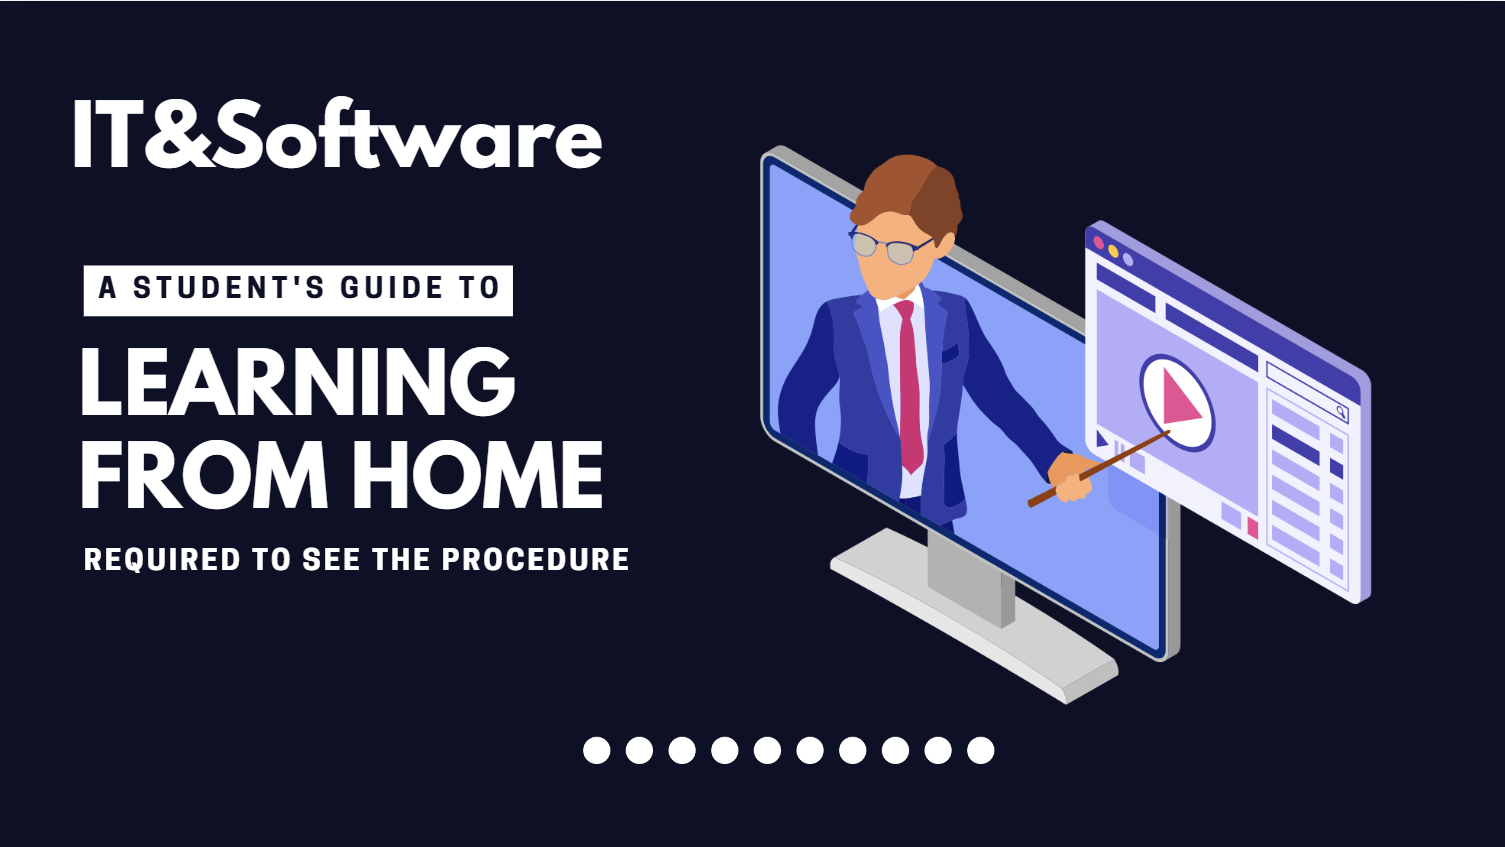 IT&Software
A STUDENT'S GUIDE TO
LEARNING
FROM HOME
REQUIRED TO SEE THE PROCEDURE